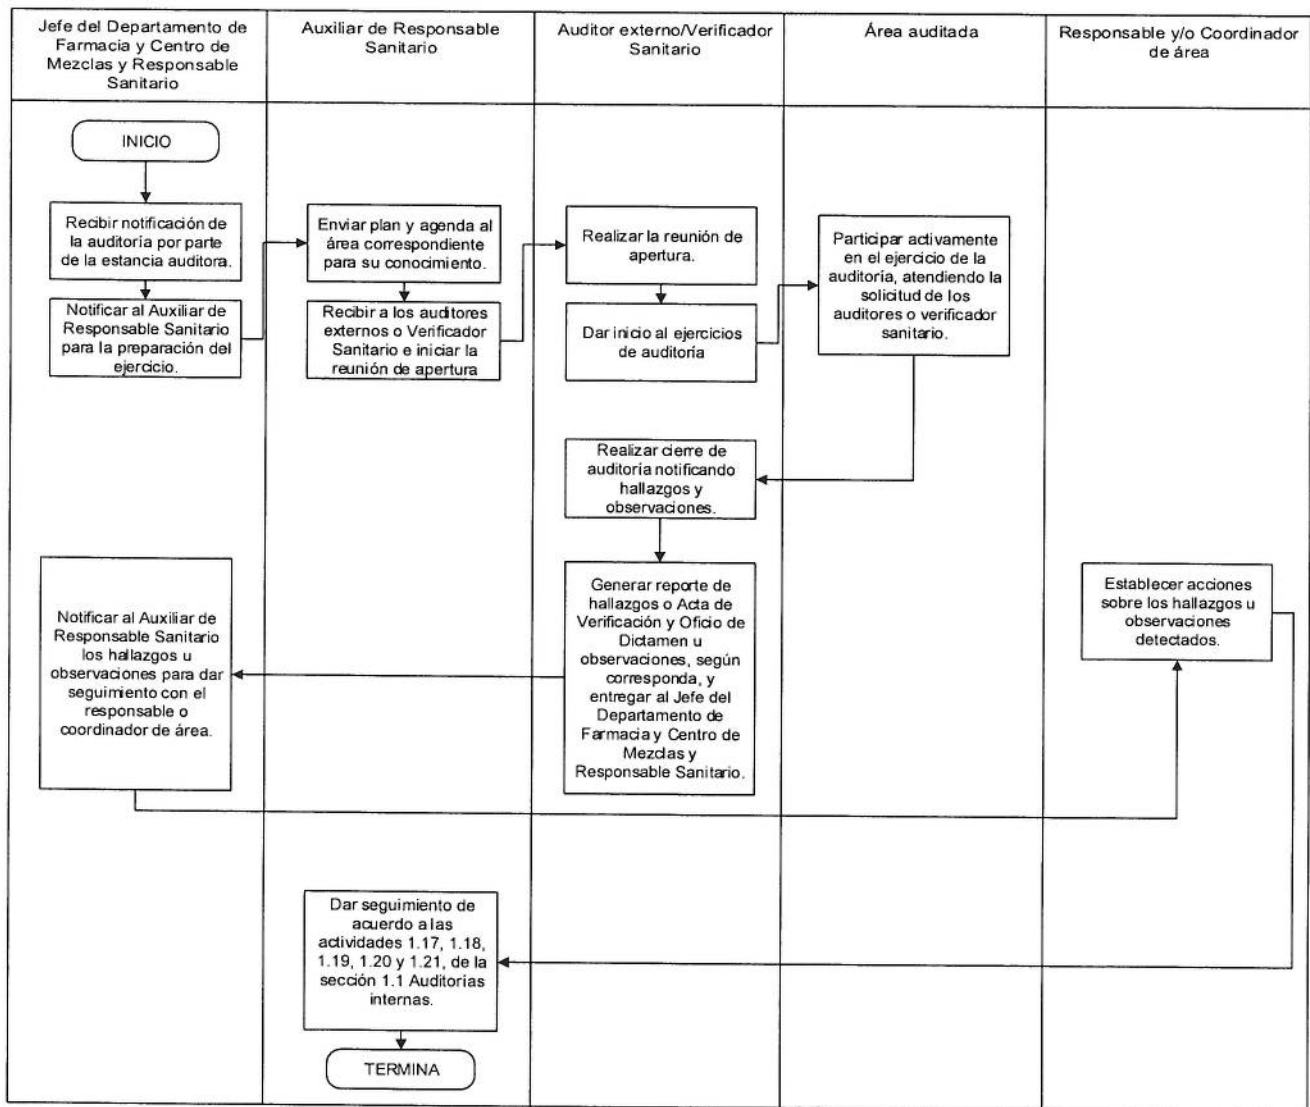 Jefe del Departamento de
Farmacia y Centro de
Mezclas y Responsable
Sanitario
Auxiliar de Responsable
Sanitario
Auditor externo/Verificador
Sanitario
Área auditada
Responsable y/o Coordinador
de área
INICIO
Recibir notificación de
la auditoría por parte
de la estancia auditora.
Enviar plan y agenda al
área correspondiente
para su conocimiento.
Realizar la reunión de
apertura.
Participar activamente
en el ejercicio de la
auditoría, atendiendo la
solicitud de los
auditores o verificador
sanitario.
Notificar al Auxiliar de
Responsable Sanitario
para la preparación del
ejercicio.
Recibir a los auditores
externos o Verificador
Sanitario e iniciar la
reunión de apertura
Dar inicio al ejercicios
de auditoría
Realizar cierre de
auditoría notificando
hallazgos y
observaciones.
Notificar al Auxiliar de
Responsable Sanitario
los hallazgos u
observaciones para dar
seguimiento con el
responsable o
coordinador de área.
Generar reporte de
hallazgos o Acta de
Verificación y Oficio de
Dictamen u
observaciones, según
corresponda, y
entregar al Jefe del
Departamento de
Farmacia y Centro de
Mezclas y
Responsable Sanitario.
Establecer acciones
sobre los hallazgos u
observaciones
detectados.
Dar seguimiento de
acuerdo a las
actividades 1.17, 1.18,
1.19, 1.20 y 1.21, de la
sección 1.1 Auditorías
internas.
TERMINA